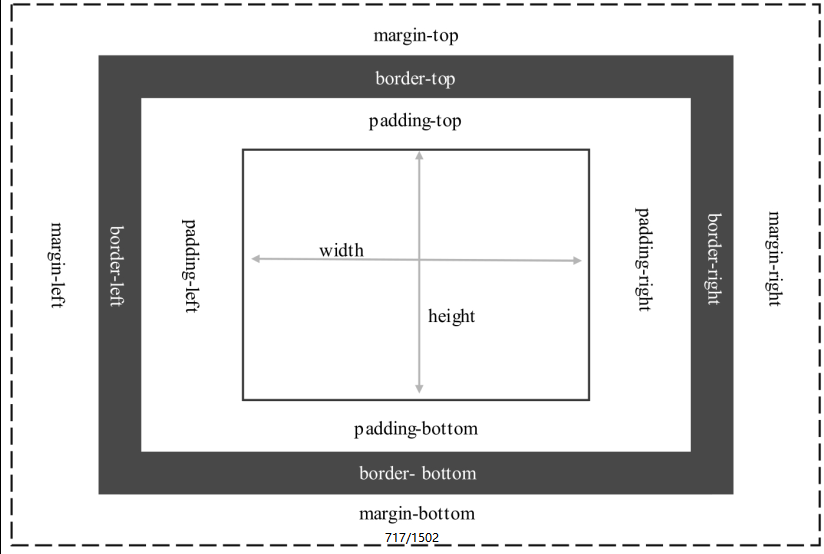 margin-top
border-top
padding-top
margin-left
border-left
padding-left
width
height
padding-right
border-right
margin-right
padding-bottom
border- bottom
margin-bottom
717/1502